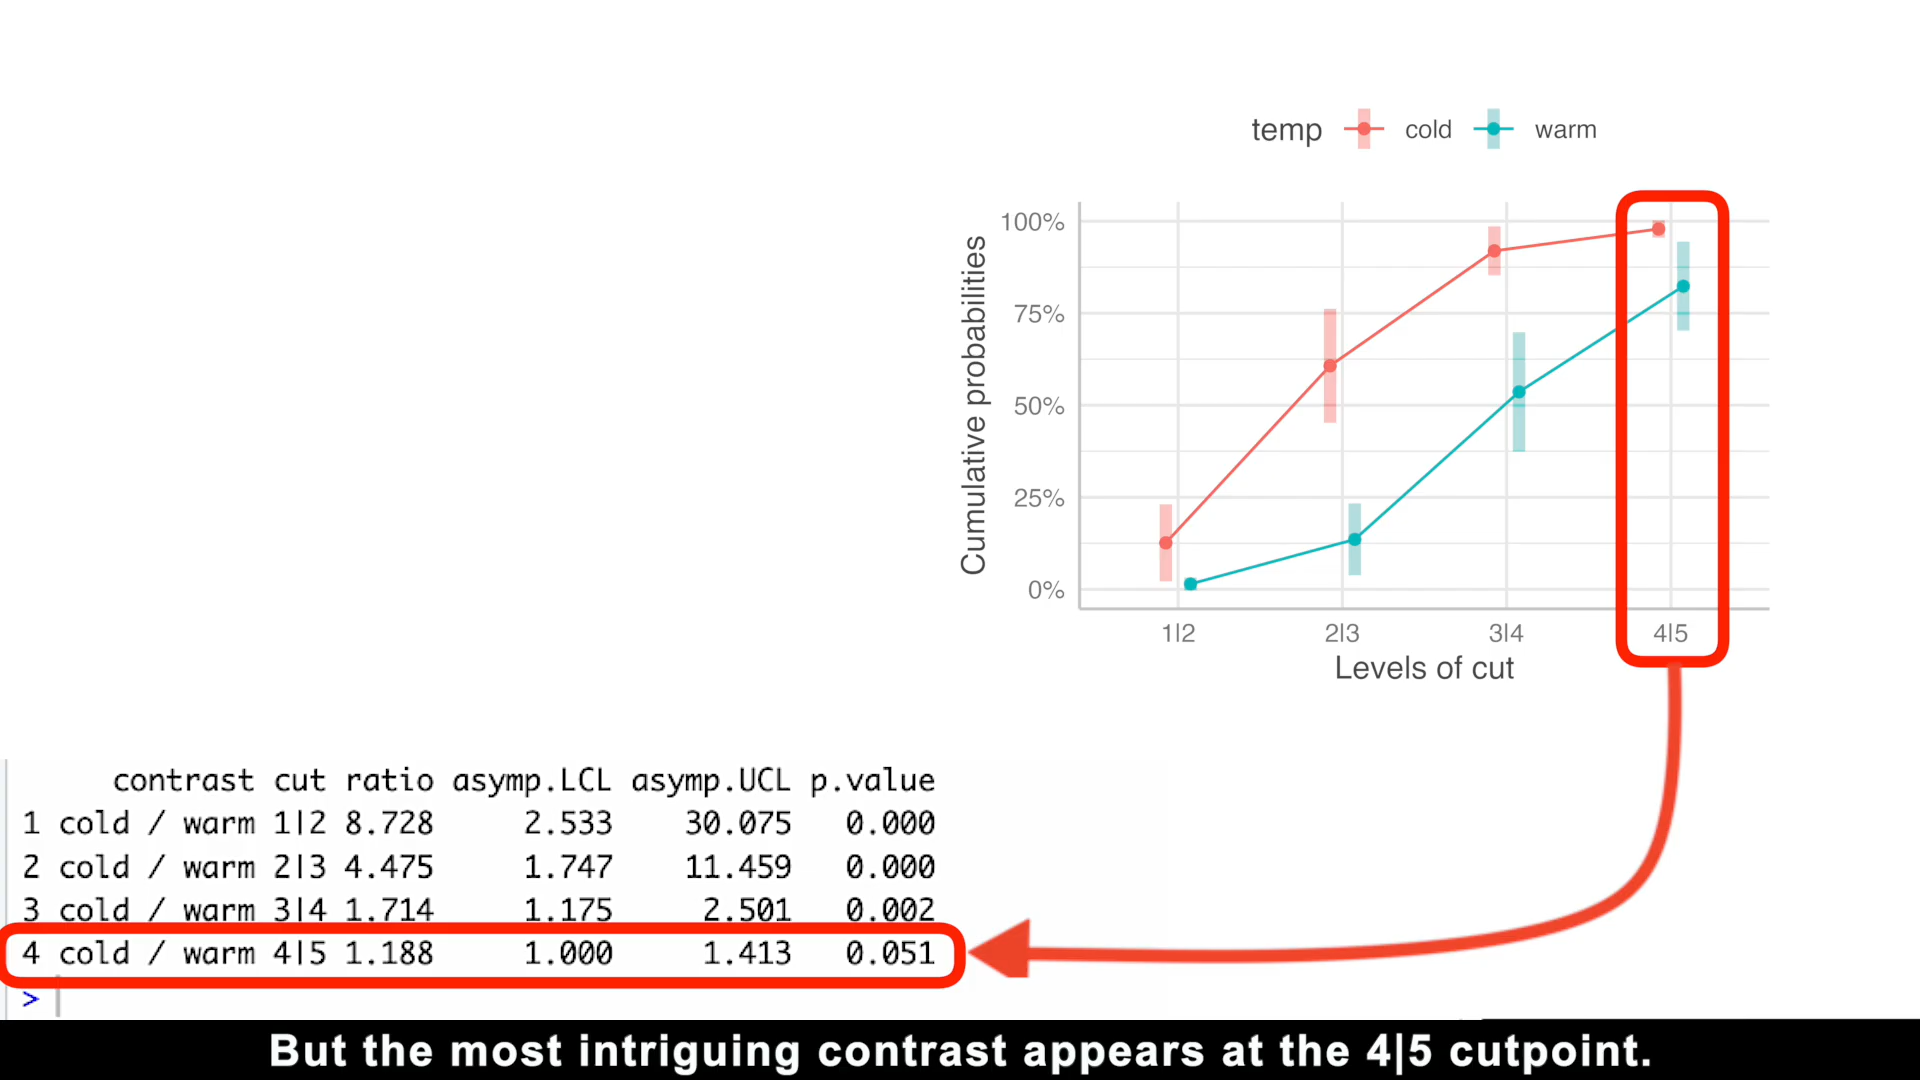 temp cold warm
Cumulative probabilities
100%
75%
50%
25%
0%
1|2 2|3 3|4 4|5
Levels of cut
contrast cut ratio asymp.LCL asymp.UCL p.value
1 cold / warm 1|2 8.728 2.533 30.075 0.000
2 cold / warm 2|3 4.475 1.747 11.459 0.000
3 cold / warm 3|4 1.714 1.175 2.501 0.002
4 cold / warm 4|5 1.188 1.000 1.413 0.051
>
But the most intriguing contrast appears at the 4|5 cutpoint.